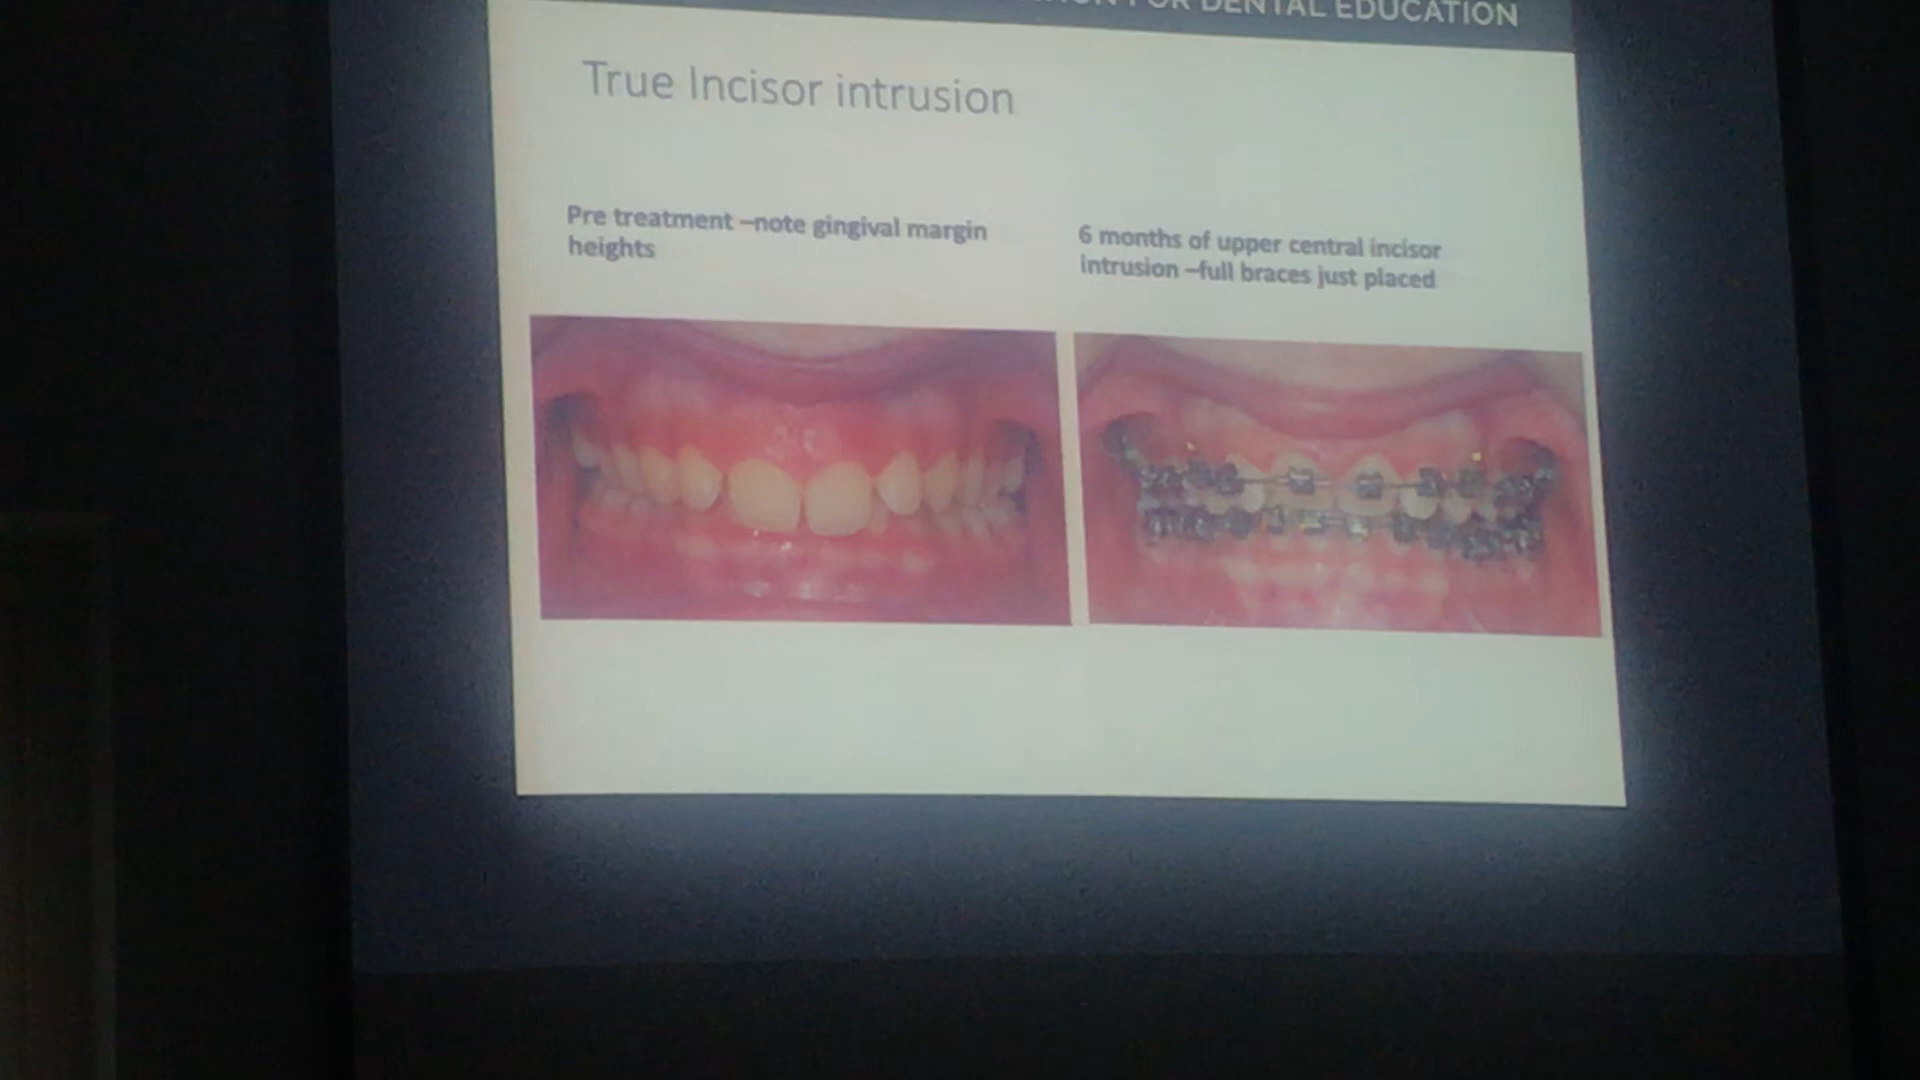 FOR DENTAL EDUCATION
True Incisor intrusion
Pre treatment –note gingival margin
heights
6 months of upper central incisor
intrusion –full braces just placed